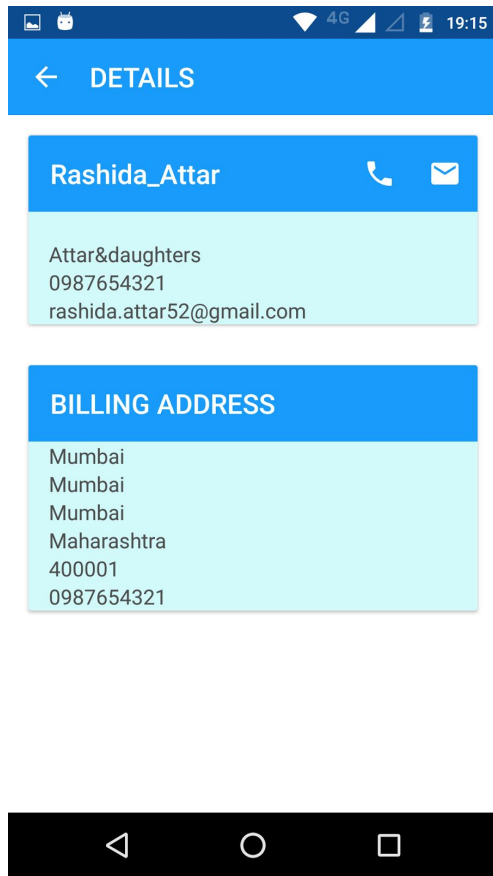 4G 19:15
DETAILS
Rashida_Attar
Attar&daughters
0987654321
rashida.attar52@gmail.com
BILLING ADDRESS
Mumbai
Mumbai
Mumbai
Maharashtra
400001
0987654321